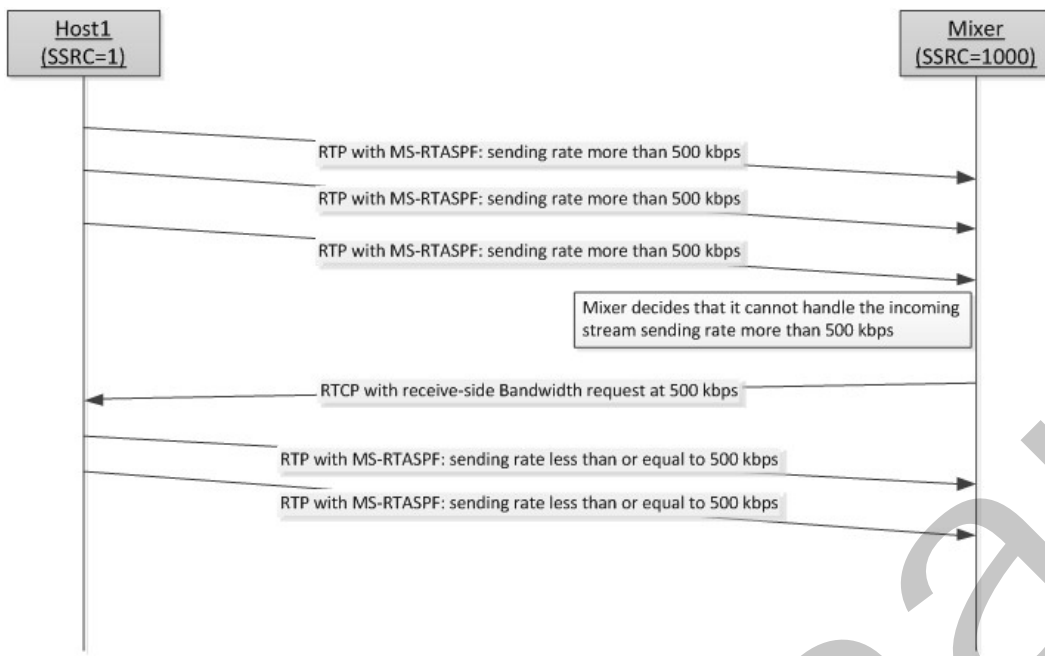 Host1
(SSRC=1)
Mixer
(SSRC=1000)
RTP with MS-RTASPF: sending rate more than 500 kbps
RTP with MS-RTASPF: sending rate more than 500 kbps
RTP with MS-RTASPF: sending rate more than 500 kbps
Mixer decides that it cannot handle the incoming
stream sending rate more than 500 kbps
RTCP with receive-side Bandwidth request at 500 kbps
RTP with MS-RTASPF: sending rate less than or equal to 500 kbps
RTP with MS-RTASPF: sending rate less than or equal to 500 kbps